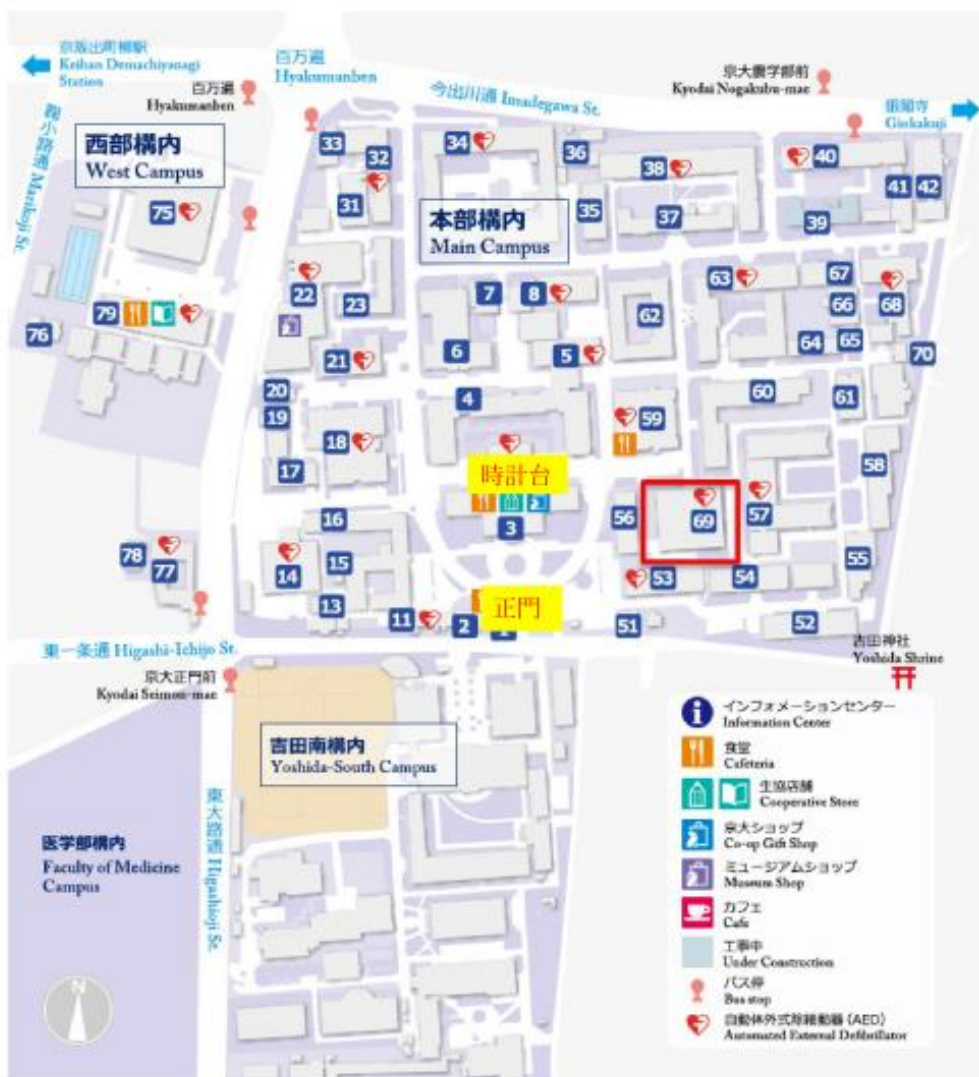 京阪出町柳駅
Keihan Demachiyanagi
Station
百万遍
Hyakumanben
百万遍
Hyakumanben
今出川通 Imadegawa St.
京大農学部前
Kyodai Nogakubu-mae
銀閣寺
Ginkakuji
鞠小路通 Marikoji St.
西部構内
West Campus
本部構内
Main Campus
33
32
34
36
38
40
31
35
37
41
42
39
75
22
23
7
8
62
63
67
68
66
79
76
21
6
5
64
65
70
20
19
4
59
60
61
18
17
時計台
58
16
3
56
69
57
78
77
14
15
53
54
55
13
11
2
正門
51
52
東一条通 Higashi-Ichijo St.
吉田神社
Yoshida Shrine
京大正門前
Kyodai Seimon-mae
吉田南構内
Yoshida-South Campus
東大路通 Higashioji St.
医学部構内
Faculty of Medicine
Campus
N
インフォメーションセンター
Information Center
食堂
Cafeteria
生協店舗
Cooperative Store
京大ショップ
Co-op Gift Shop
ミュージアムショップ
Museum Shop
カフェ
Cafe
工事中
Under Construction
バス停
Bus stop
自動体外式除細動器 (AED)
Automated External Defibrillator